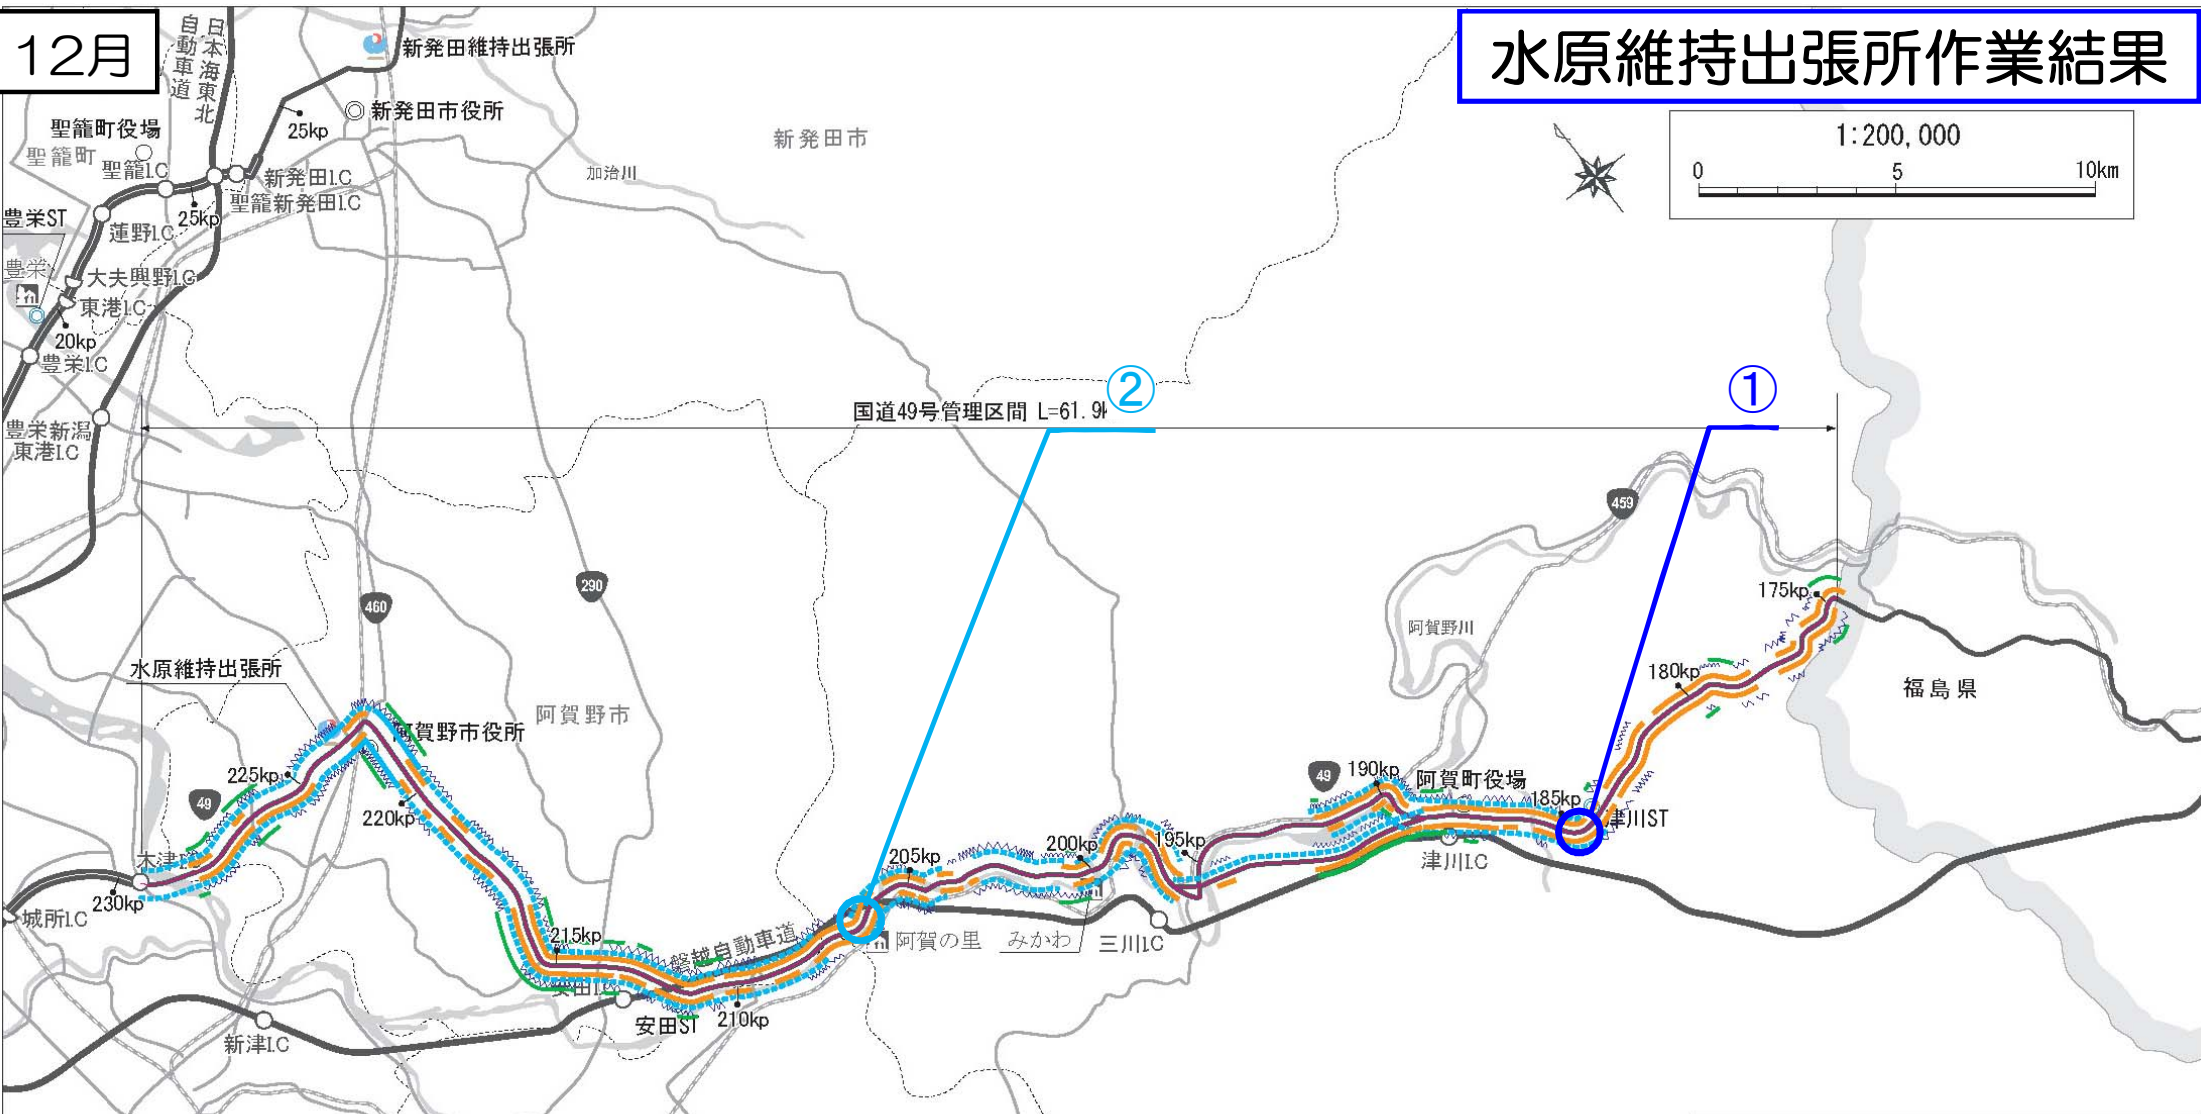 12月
水原維持出張所作業結果
1:200,000
0
5
10km
日本海東北
自動車道
新発田維持出張所
新発田市役所
25kp
聖籠町役場
聖籠町
聖籠I.C
新発田I.C
聖籠新発田I.C
25kp
新発田市
加治川
豊栄ST
蓮野I.C
豊栄
大夫興野I.C
東港I.C
20kp
豊栄I.C
豊栄新潟
東港I.C
国道49号管理区間 L=61.9k
②
①
459
290
460
175kp
阿賀野川
水原維持出張所
180kp
福島県
阿賀野市
阿賀野市役所
225kp
49
220kp
49
190kp
阿賀町役場
185kp
津川ST
木津I.C
200kp
195kp
205kp
津川I.C
230kp
城所I.C
215kp
磐越自動車道
阿賀の里
みかわ
三川I.C
安田I.C
安田ST
210kp
新津I.C